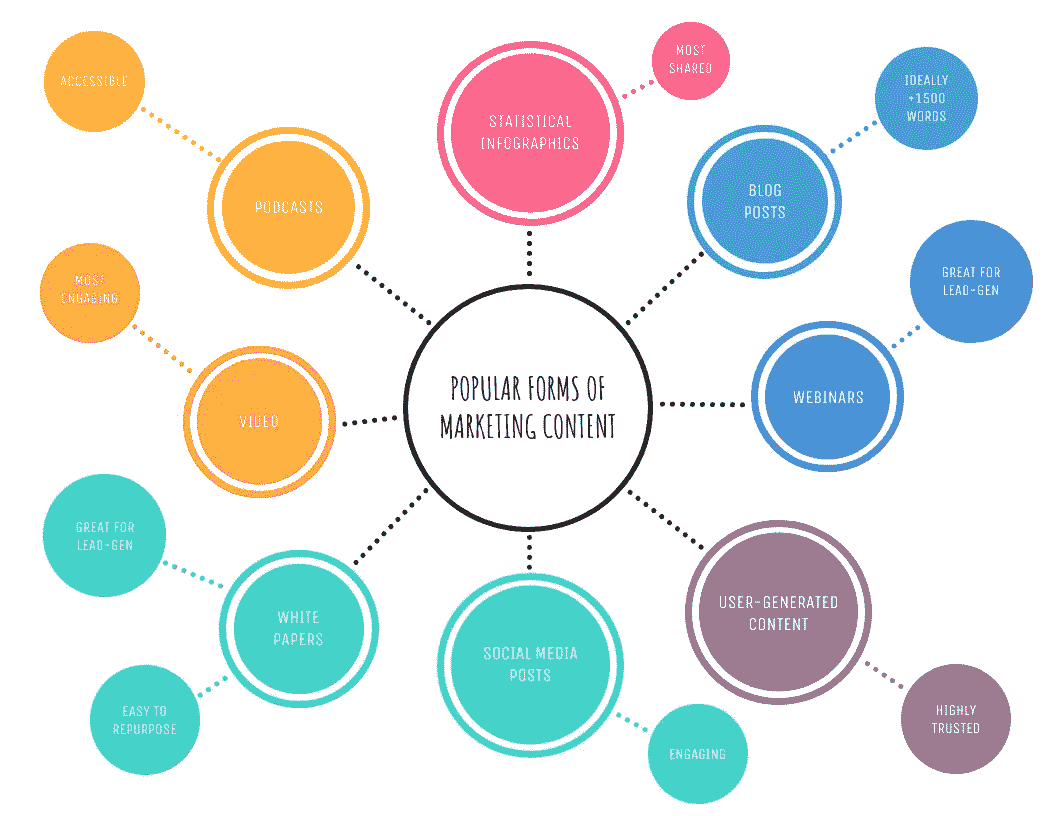 POPULAR FORMS OF
MARKETING CONTENT
STATISTICAL
INFOGRAPHICS
MOST
SHARED
BLOG
POSTS
IDEALLY
+1500
WORDS
WEBINARS
GREAT FOR
LEAD-GEN
USER-GENERATED
CONTENT
HIGHLY
TRUSTED
SOCIAL MEDIA
POSTS
ENGAGING
WHITE
PAPERS
EASY TO
REPURPOSE
GREAT FOR
LEAD-GEN
VIDEO
MOST
ENGAGING
PODCASTS
ACCESSIBLE